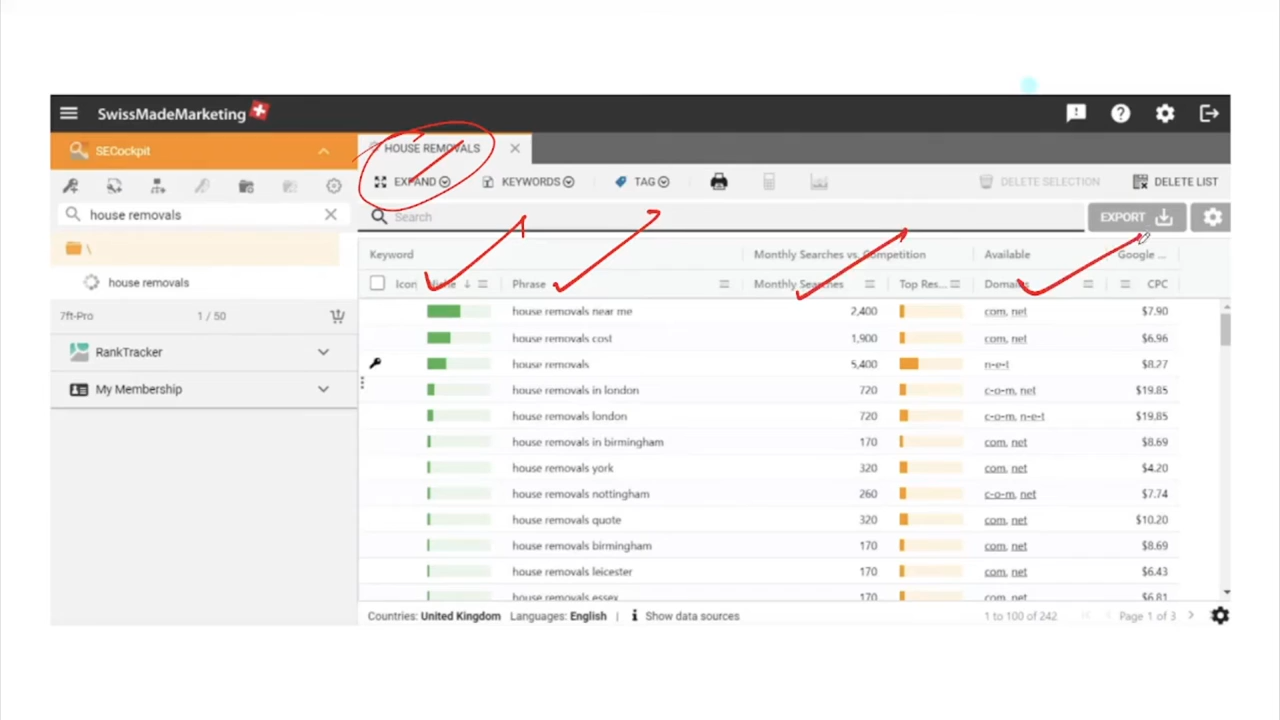 SwissMadeMarketing
SECockpit
HOUSE REMOVALS
EXPAND KEYWORDS TAG DELETE SELECTION DELETE LIST
house removals
Search
EXPORT
\
Keyword Monthly Searches vs. Competition Available Google ...
house removals
Icon Phrase Monthly Searches Top Res... Domains CPC
7ft-Pro 1 / 50
RankTracker
My Membership
house removals near me 2,400 com, net $7.90
house removals cost 1,900 com, net $6.96
house removals 5,400 n-e-t $8.27
house removals in london 720 c-o-m, net $19.85
house removals london 720 c-o-m, n-e-t $19.85
house removals in birmingham 170 com, net $8.69
house removals york 320 com, net $4.20
house removals nottingham 260 c-o-m, net $7.74
house removals quote 320 com, net $10.20
house removals birmingham 170 com, net $8.69
house removals leicester 170 com, net $6.43
house removals essex 170 com, net $6.81
Countries: United Kingdom Languages: English | Show data sources 1 to 100 of 242 Page 1 of 3